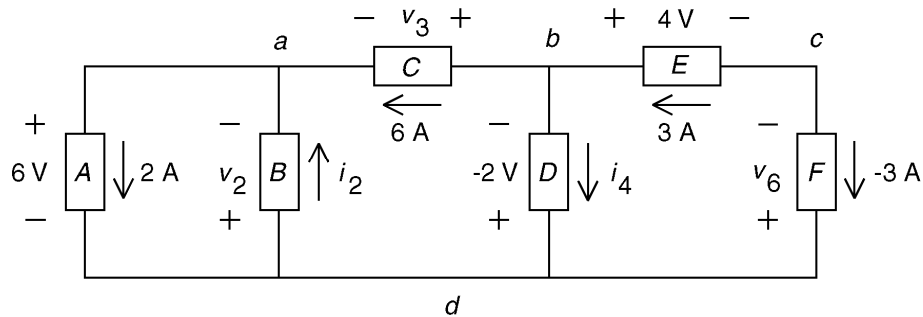 − v3 + + 4 V −
a b c
C E
6 A 3 A
+ − − −
6 V A 2 A v2 B i2 -2 V D i4 v6 F -3 A
− + + +
d